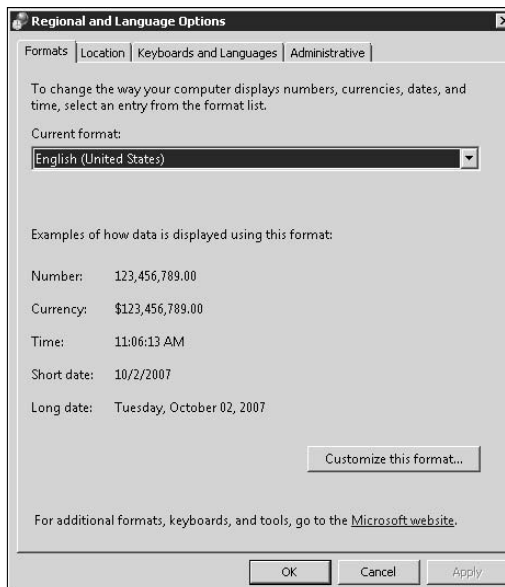 Regional and Language Options
Formats Location Keyboards and Languages Administrative
To change the way your computer displays numbers, currencies, dates, and
time, select an entry from the format list.
Current format:
English (United States)
Examples of how data is displayed using this format:
Number: 123,456,789.00
Currency: $123,456,789.00
Time: 11:06:13 AM
Short date: 10/2/2007
Long date: Tuesday, October 02, 2007
Customize this format...
For additional formats, keyboards, and tools, go to the Microsoft website.
OK Cancel Apply